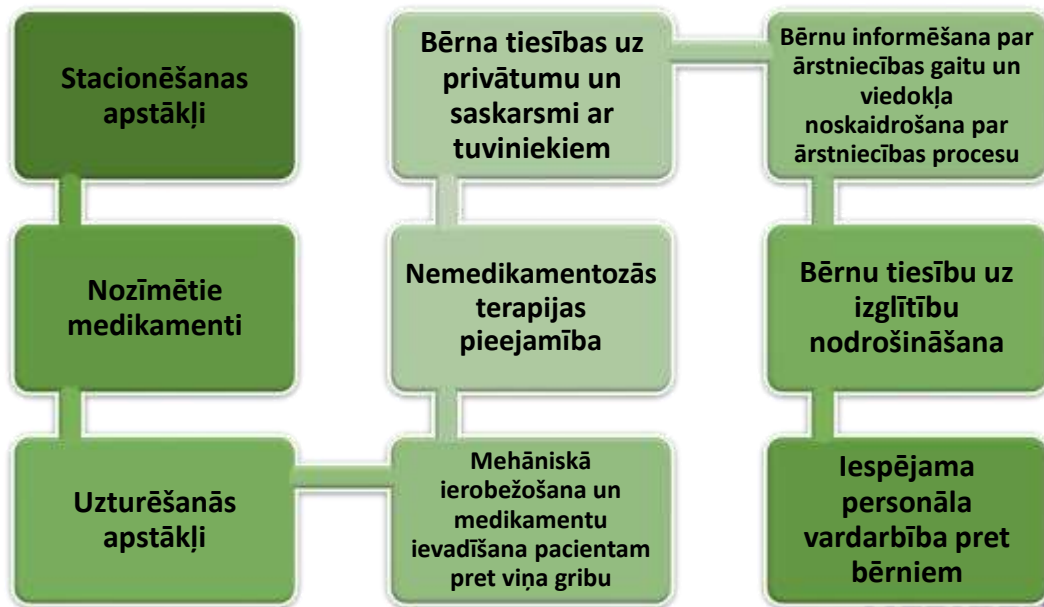 Stacionēšanas
apstākļi
Nozīmētie
medikamenti
Uzturēšanās
apstākļi
Mehāniskā
ierobežošana un
medikamentu
ievadīšana pacientam
pret viņa gribu
Nemedikamentozās
terapijas
pieejamība
Bērna tiesības uz
privātumu un
saskarsmi ar
tuviniekiem
Bērnu informēšana par
ārstniecības gaitu un
viedokļa
noskaidrošana par
ārstniecības procesu
Bērnu tiesību uz
izglītību
nodrošināšana
Iespējama
personāla
vardarbība pret
bērniem